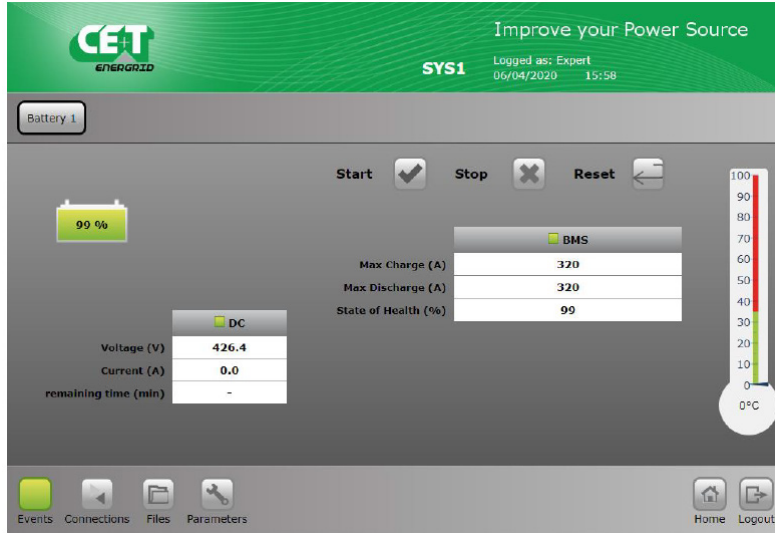 CE+T
ENERGRID
Improve your Power Source
SYS1
Logged as: Expert
06/04/2020 15:58
Battery 1
Start
Stop
Reset
99 %
BMS
Max Charge (A) 320
Max Discharge (A) 320
State of Health (%) 99
DC
Voltage (V) 426.4
Current (A) 0.0
remaining time (min) -
100
90
80
70
60
50
40
30
20
10
0
0°C
Events
Connections
Files
Parameters
Home
Logout